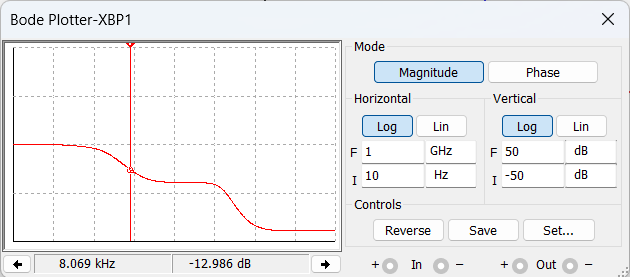 Bode Plotter-XBP1
Mode
Magnitude Phase
Horizontal Vertical
Log Lin Log Lin
F 1 GHz F 50 dB
I 10 Hz I -50 dB
Controls
Reverse Save Set...
8.069 kHz -12.986 dB
+ In − + Out −